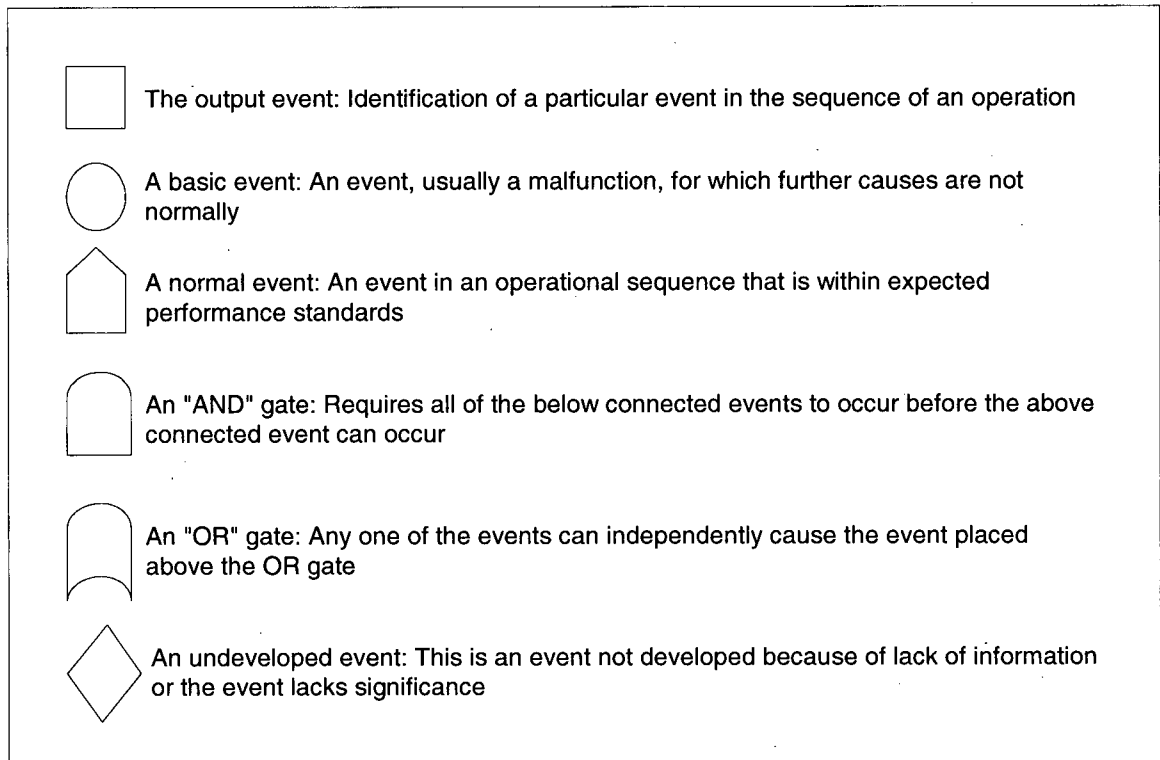 The output event: Identification of a particular event in the sequence of an operation
A basic event: An event, usually a malfunction, for which further causes are not
normally
A normal event: An event in an operational sequence that is within expected
performance standards
An "AND" gate: Requires all of the below connected events to occur before the above
connected event can occur
An "OR" gate: Any one of the events can independently cause the event placed
above the OR gate
An undeveloped event: This is an event not developed because of lack of information
or the event lacks significance